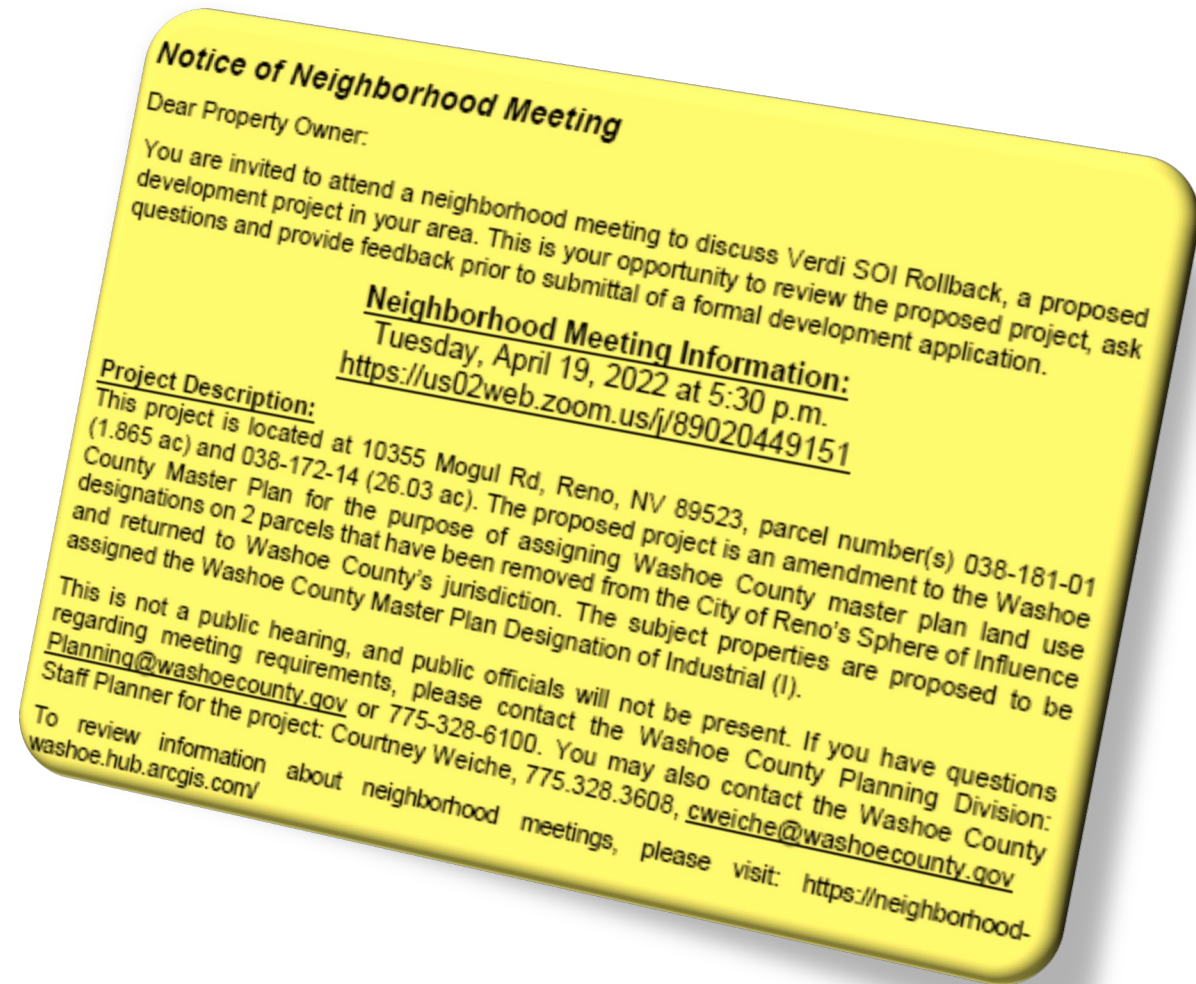 Notice of Neighborhood Meeting
Dear Property Owner:
You are invited to attend a neighborhood meeting to discuss Verdi SOI Rollback, a proposed
development project in your area. This is your opportunity to review the proposed project, ask
questions and provide feedback prior to submittal of a formal development application.
Neighborhood Meeting Information:
Tuesday, April 19, 2022 at 5:30 p.m.
https://us02web.zoom.us/j/89020449151
Project Description:
This project is located at 10355 Mogul Rd, Reno, NV 89523, parcel number(s) 038-181-01
(1.865 ac) and 038-172-14 (26.03 ac). The proposed project is an amendment to the Washoe
County Master Plan for the purpose of assigning Washoe County master plan land use
designations on 2 parcels that have been removed from the City of Reno's Sphere of Influence
and returned to Washoe County's jurisdiction. The subject properties are proposed to be
assigned the Washoe County Master Plan Designation of Industrial (I).
This is not a public hearing, and public officials will not be present. If you have questions
regarding meeting requirements, please contact the Washoe County Planning Division:
Planning@washoecounty.gov or 775-328-6100. You may also contact the Washoe County
Staff Planner for the project: Courtney Weiche, 775.328.3608, cweiche@washoecounty.gov
To review information about neighborhood meetings, please visit: https://neighborhood-
washoe.hub.arcgis.com/